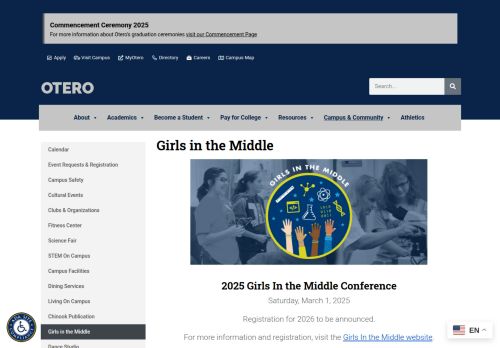 Commencement Ceremony 2025
For more information about Otero's graduation ceremonies visit our Commencement Page
Apply Visit Campus MyOtero Directory Careers Campus Map
OTERO
Search...
About Academics Become a Student Pay for College Resources Campus & Community Athletics
Calendar
Event Requests & Registration
Campus Safety
Cultural Events
Clubs & Organizations
Fitness Center
Science Fair
STEM On Campus
Campus Facilities
Dining Services
Living On Campus
Chinook Publication
Girls in the Middle
Dance Studio
Girls in the Middle
GIRLS IN THE MIDDLE
2025 Girls In the Middle Conference
Saturday, March 1, 2025
Registration for 2026 to be announced.
For more information and registration, visit the Girls In the Middle website.
EN